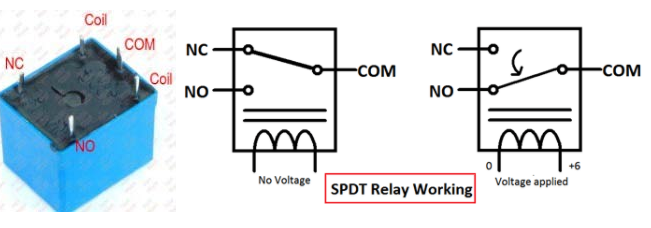 Coil
COM
NC
Coil
NO
NC
NO
COM
No Voltage
NC
NO
COM
0
+6
Voltage applied
SPDT Relay Working